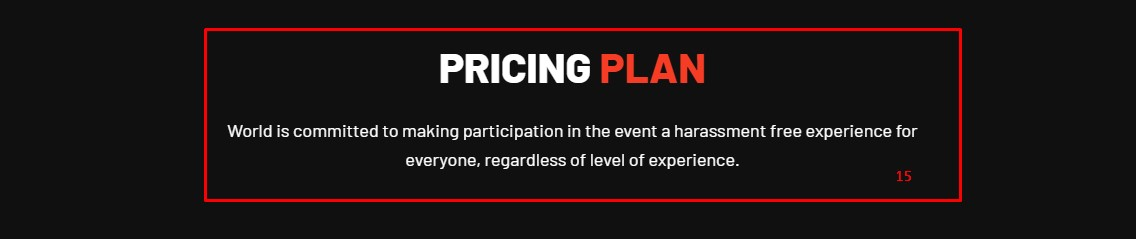 PRICING PLAN
World is committed to making participation in the event a harassment free experience for
everyone, regardless of level of experience.
15